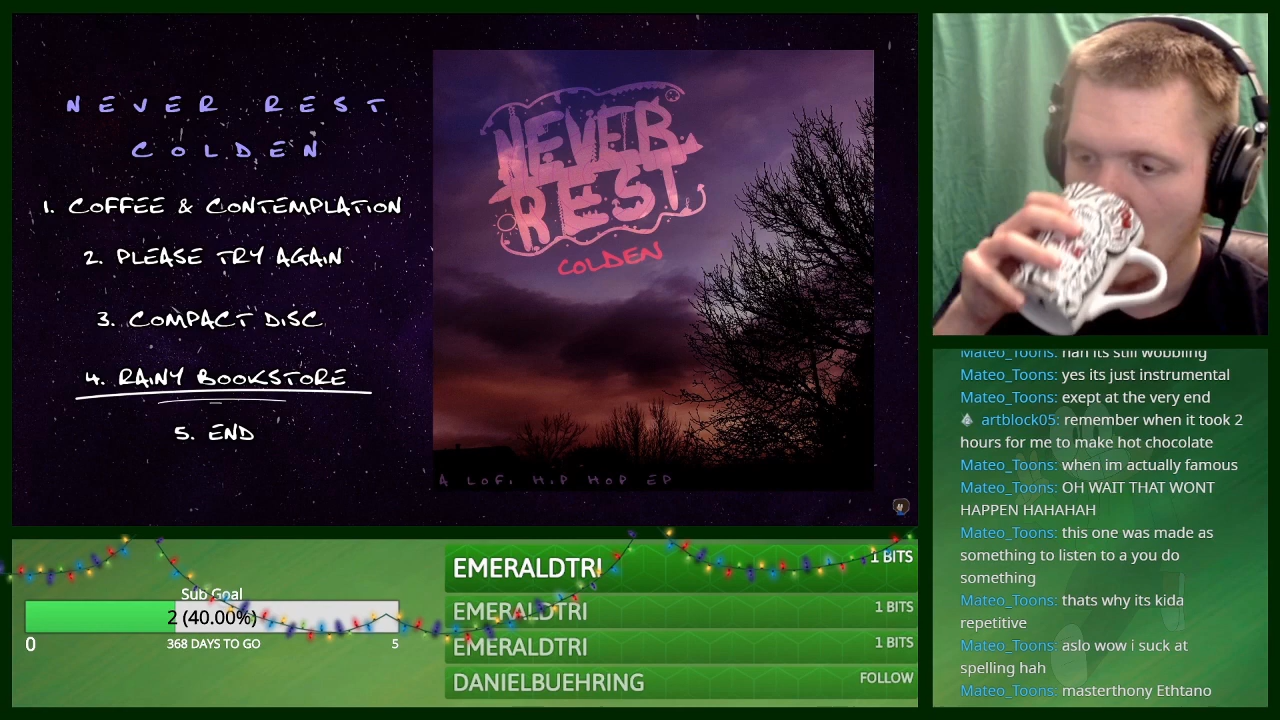 NEVER REST
COLDEN
1. COFFEE & CONTEMPLATION
2. PLEASE TRY AGAIN
3. COMPACT DISC
4. RAINY BOOKSTORE
5. END
NEVER
REST
COLDEN
A LOFI HIP HOP EP
Sub Goal
2 (40.00%)
0
368 DAYS TO GO
5
EMERALDTRI
1 BITS
EMERALDTRI
1 BITS
EMERALDTRI
1 BITS
DANIELBUEHRING
FOLLOW
Mateo_Toons: nah its still wobbling
Mateo_Toons: yes its just instrumental
Mateo_Toons: exept at the very end
artblock05: remember when it took 2
hours for me to make hot chocolate
Mateo_Toons: when im actually famous
Mateo_Toons: OH WAIT THAT WONT
HAPPEN HAHAHAH
Mateo_Toons: this one was made as
something to listen to a you do
something
Mateo_Toons: thats why its kida
repetitive
Mateo_Toons: aslo wow i suck at
spelling hah
Mateo_Toons: masterthony Ethtano